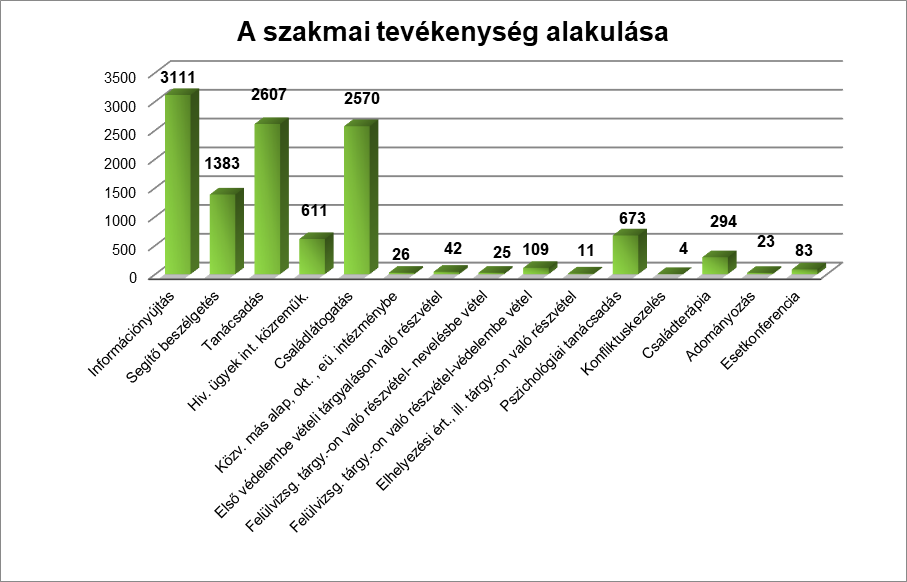 A szakmai tevékenység alakulása
3500
3000
2500
2000
1500
1000
500
0
3111
1383
2607
611
2570
26
42
25
109
11
673
4
294
23
83
Információnyújtás
Segítő beszélgetés
Tanácsadás
Hiv. ügyek int. közreműk.
Családlátogatás
Közv. más alap, okt. , eü. intézménybe
Első védelembe vételi tárgyaláson való részvétel
Felülvizsg. tárgy.-on való részvétel- nevelésbe vétel
Felülvizsg. tárgy.-on való részvétel-védelembe vétel
Elhelyezési ért., ill. tárgy.-on való részvétel
Pszichológiai tanácsadás
Konfliktuskezelés
Családterápia
Adományozás
Esetkonferencia